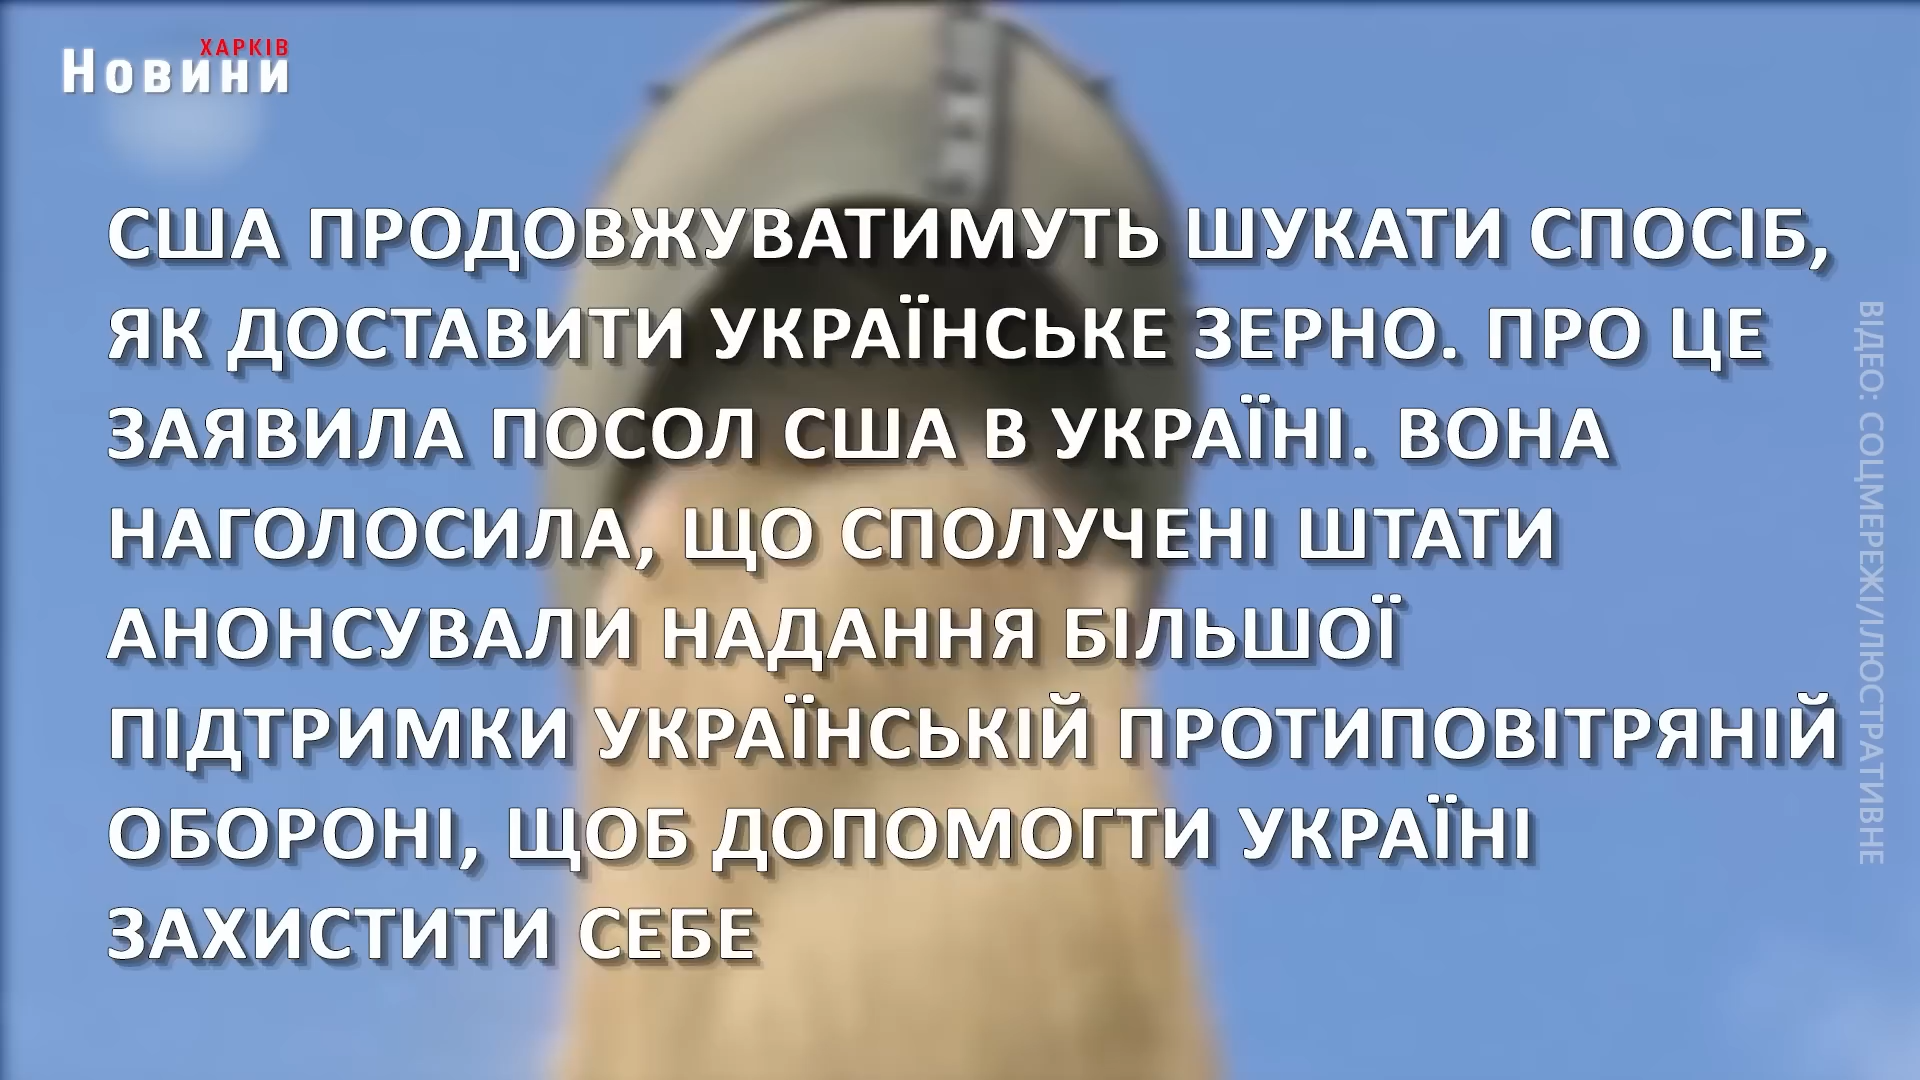 ХАРКІВ
Новини
США ПРОДОВЖУВАТИМУТЬ ШУКАТИ СПОСІБ,
ЯК ДОСТАВИТИ УКРАЇНСЬКЕ ЗЕРНО. ПРО ЦЕ
ЗАЯВИЛА ПОСОЛ США В УКРАЇНІ. ВОНА
НАГОЛОСИЛА, ЩО СПОЛУЧЕНІ ШТАТИ
АНОНСУВАЛИ НАДАННЯ БІЛЬШОЇ
ПІДТРИМКИ УКРАЇНСЬКІЙ ПРОТИПОВІТРЯНІЙ
ОБОРОНІ, ЩОБ ДОПОМОГТИ УКРАЇНІ
ЗАХИСТИТИ СЕБЕ
ВІДЕО: СОЦМЕРЕЖІ/ІЛЮСТРАТИВНЕ